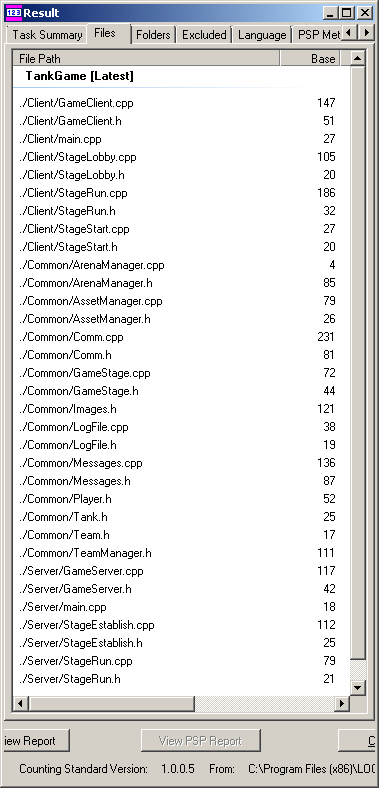 123 Result
Task Summary Files Folders Excluded Language PSP Met
File Path Base
TankGame [Latest]
./Client/GameClient.cpp 147
./Client/GameClient.h 51
./Client/main.cpp 27
./Client/StageLobby.cpp 105
./Client/StageLobby.h 20
./Client/StageRun.cpp 186
./Client/StageRun.h 32
./Client/StageStart.cpp 27
./Client/StageStart.h 20
./Common/ArenaManager.cpp 4
./Common/ArenaManager.h 85
./Common/AssetManager.cpp 79
./Common/AssetManager.h 26
./Common/Comm.cpp 231
./Common/Comm.h 81
./Common/GameStage.cpp 72
./Common/GameStage.h 44
./Common/Images.h 121
./Common/LogFile.cpp 38
./Common/LogFile.h 19
./Common/Messages.cpp 136
./Common/Messages.h 87
./Common/Player.h 52
./Common/Tank.h 25
./Common/Team.h 17
./Common/TeamManager.h 111
./Server/GameServer.cpp 117
./Server/GameServer.h 42
./Server/main.cpp 18
./Server/StageEstablish.cpp 112
./Server/StageEstablish.h 25
./Server/StageRun.cpp 79
./Server/StageRun.h 21
iew Report View PSP Report C
Counting Standard Version: 1.0.0.5 From: C:\Program Files (x86)\LOC